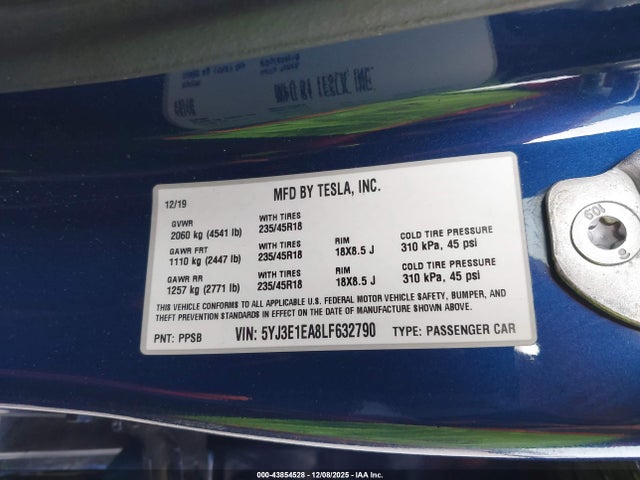 MFD BY TESLA, INC.
12/19
GVWR
2060 kg (4541 lb)
WITH TIRES
235/45R18
GAWR FRT
1110 kg (2447 lb)
WITH TIRES
235/45R18
RIM
18X8.5 J
COLD TIRE PRESSURE
310 kPa, 45 psi
GAWR RR
1257 kg (2771 lb)
WITH TIRES
235/45R18
RIM
18X8.5 J
COLD TIRE PRESSURE
310 kPa, 45 psi
THIS VEHICLE CONFORMS TO ALL APPLICABLE U.S. FEDERAL MOTOR VEHICLE SAFETY, BUMPER, AND
THEFT PREVENTION STANDARDS IN EFFECT ON THE DATE OF MANUFACTURE SHOWN ABOVE.
PNT: PPSB VIN: 5YJ3E1EA8LF632790 TYPE: PASSENGER CAR
000-43854528 - 12/08/2025 - IAA Inc.